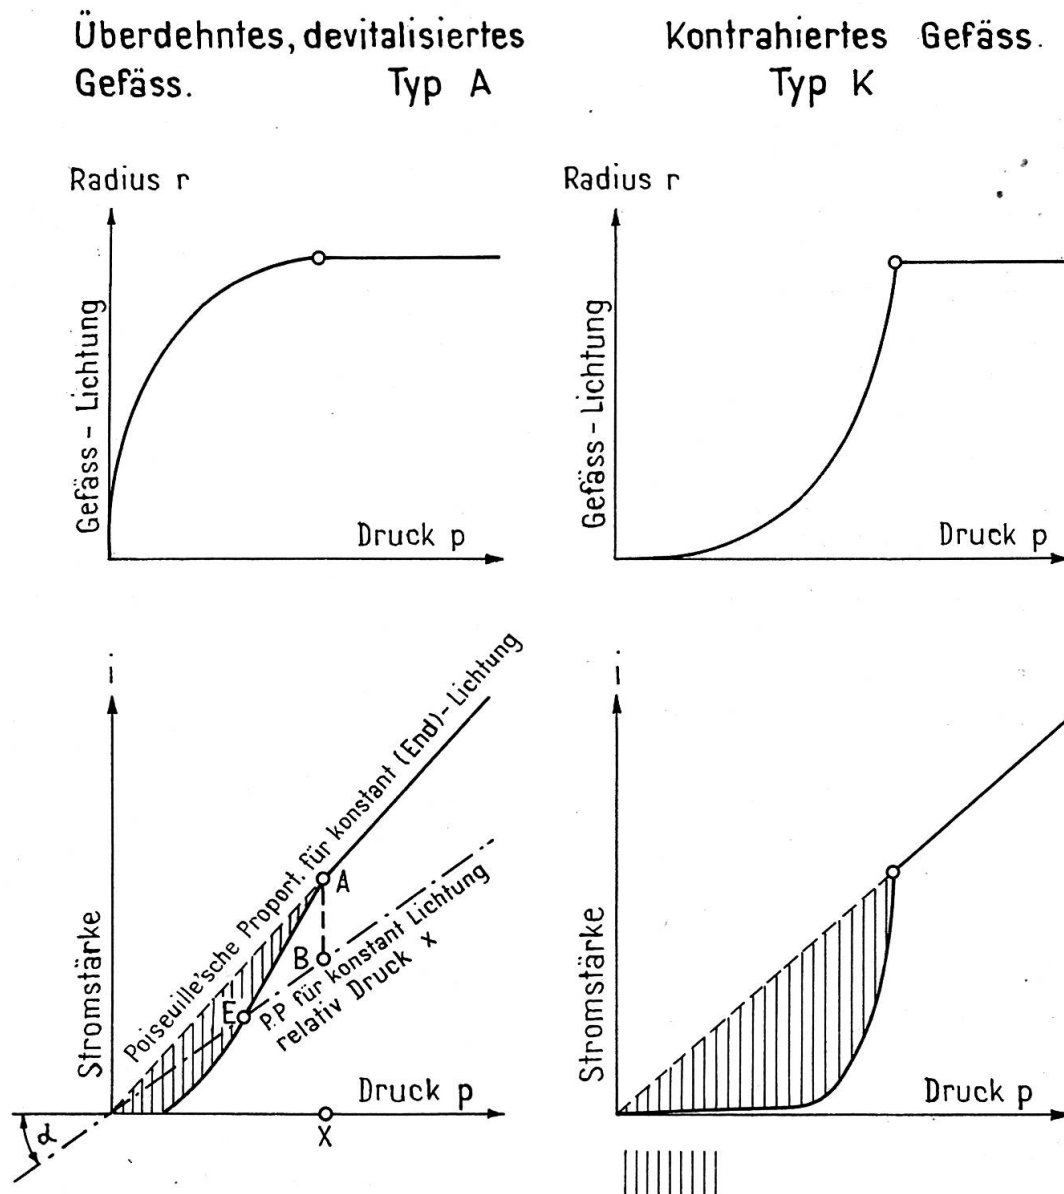 Überdehntes, devitalisiertes
Gefäss. Typ A
Kontrahiertes Gefäss.
Typ K
Radius r
Gefäss - Lichtung
Druck p
Radius r
Gefäss - Lichtung
Druck p
i
Stromstärke
Poiseuille'sche Proport. für konstant (End)-Lichtung
A
B
E
P.P für konstant Lichtung
relativ Druck x
Druck p
X
α
i
Stromstärke
Druck p